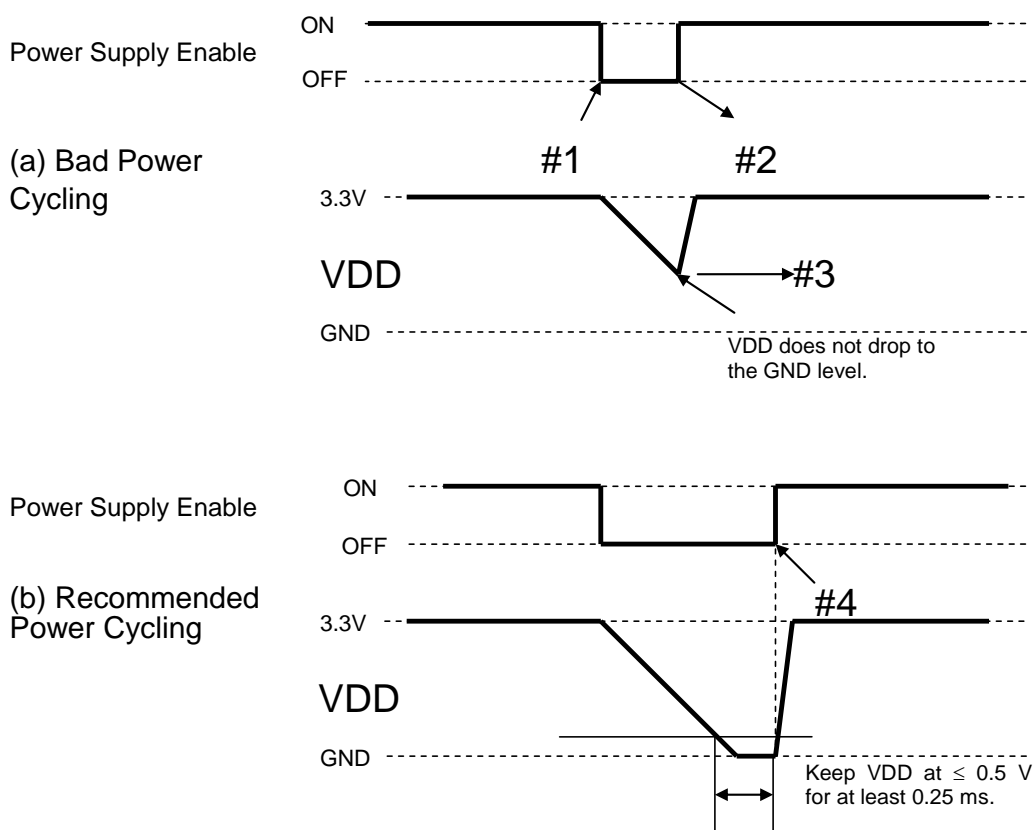 ON
Power Supply Enable
OFF
#1
#2
(a) Bad Power
Cycling
3.3V
VDD
#3
GND
VDD does not drop to
the GND level.
ON
Power Supply Enable
OFF
(b) Recommended
Power Cycling
#4
3.3V
VDD
GND
Keep VDD at ≤ 0.5 V
for at least 0.25 ms.